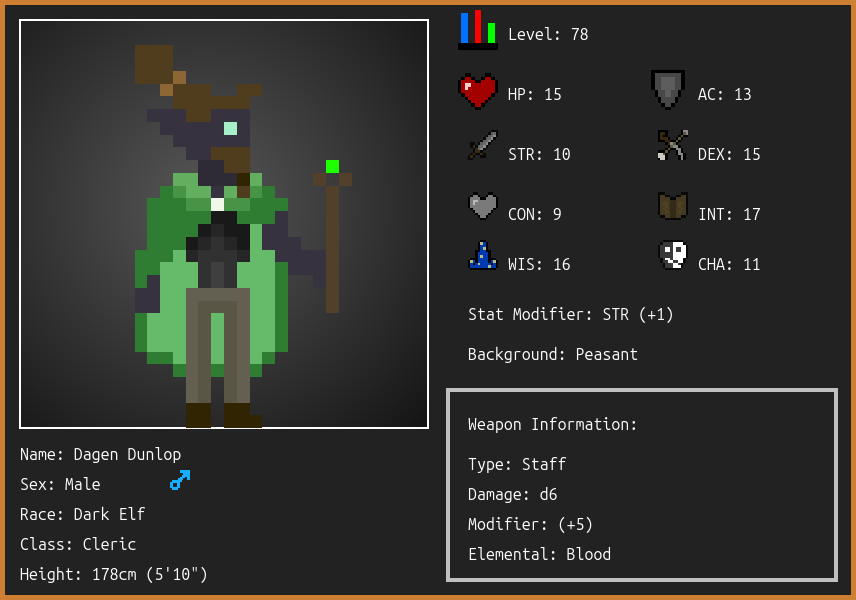 Level: 78
HP: 15
AC: 13
STR: 10
DEX: 15
CON: 9
INT: 17
WIS: 16
CHA: 11
Stat Modifier: STR (+1)
Background: Peasant
Weapon Information:
Type: Staff
Damage: d6
Modifier: (+5)
Elemental: Blood
Name: Dagen Dunlop
Sex: Male
Race: Dark Elf
Class: Cleric
Height: 178cm (5'10")